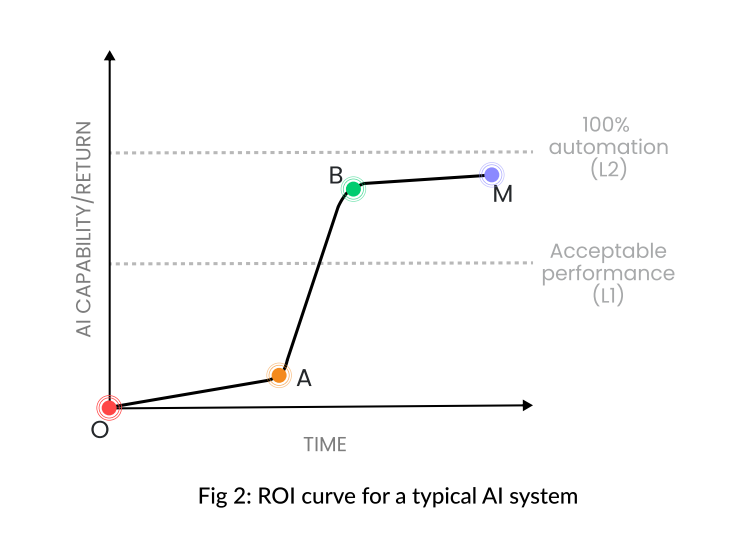 100%
automation
(L2)
B
M
AI CAPABILITY/RETURN
Acceptable
performance
(L1)
A
O
TIME
Fig 2: ROI curve for a typical AI system